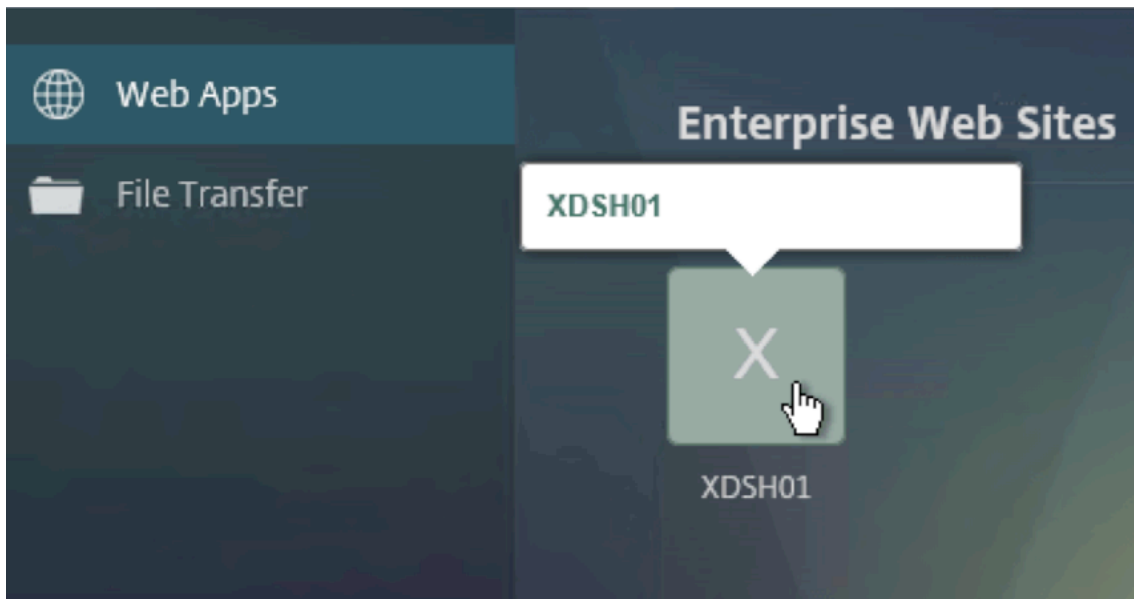 Web Apps
File Transfer
Enterprise Web Sites
XDSH01
X
XDSH01